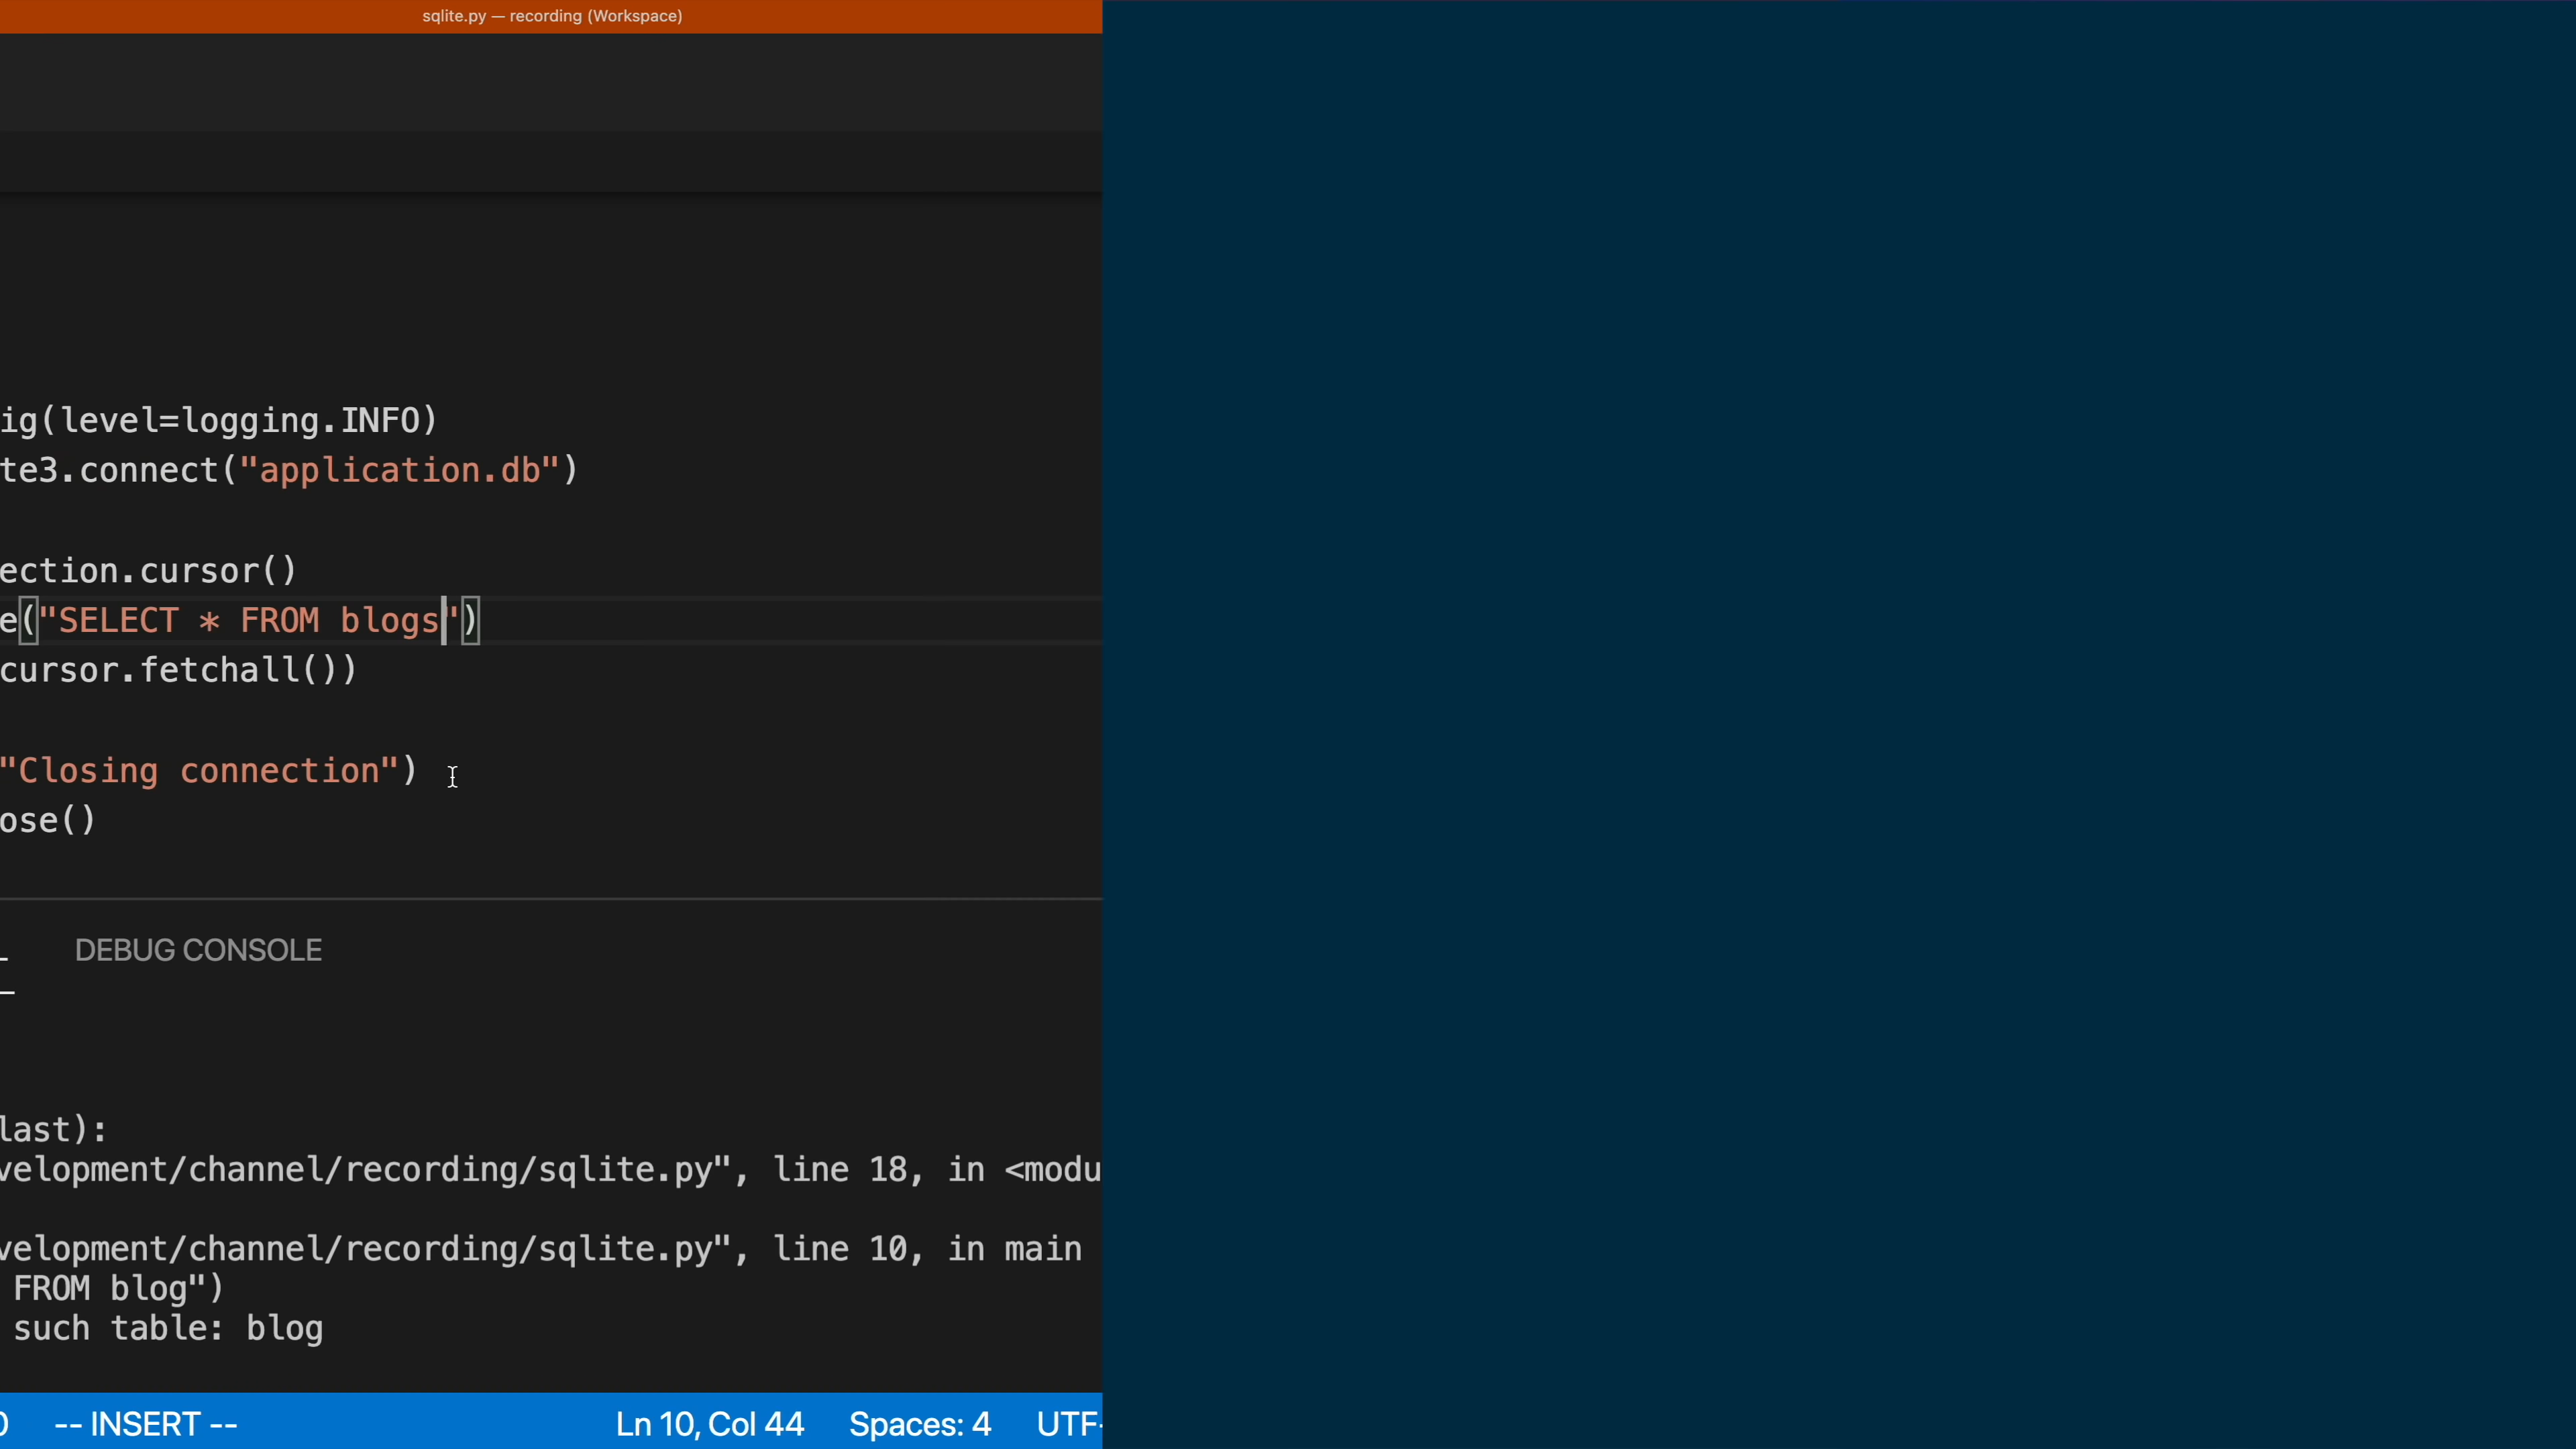 sqlite.py — recording (Workspace)
ig(level=logging.INFO)
te3.connect("application.db")
ection.cursor()
e("SELECT * FROM blogs")
cursor.fetchall())
"Closing connection")
ose()
DEBUG CONSOLE
last):
velopment/channel/recording/sqlite.py", line 18, in <modu
velopment/channel/recording/sqlite.py", line 10, in main
FROM blog")
such table: blog
-- INSERT -- Ln 10, Col 44 Spaces: 4 UTF-